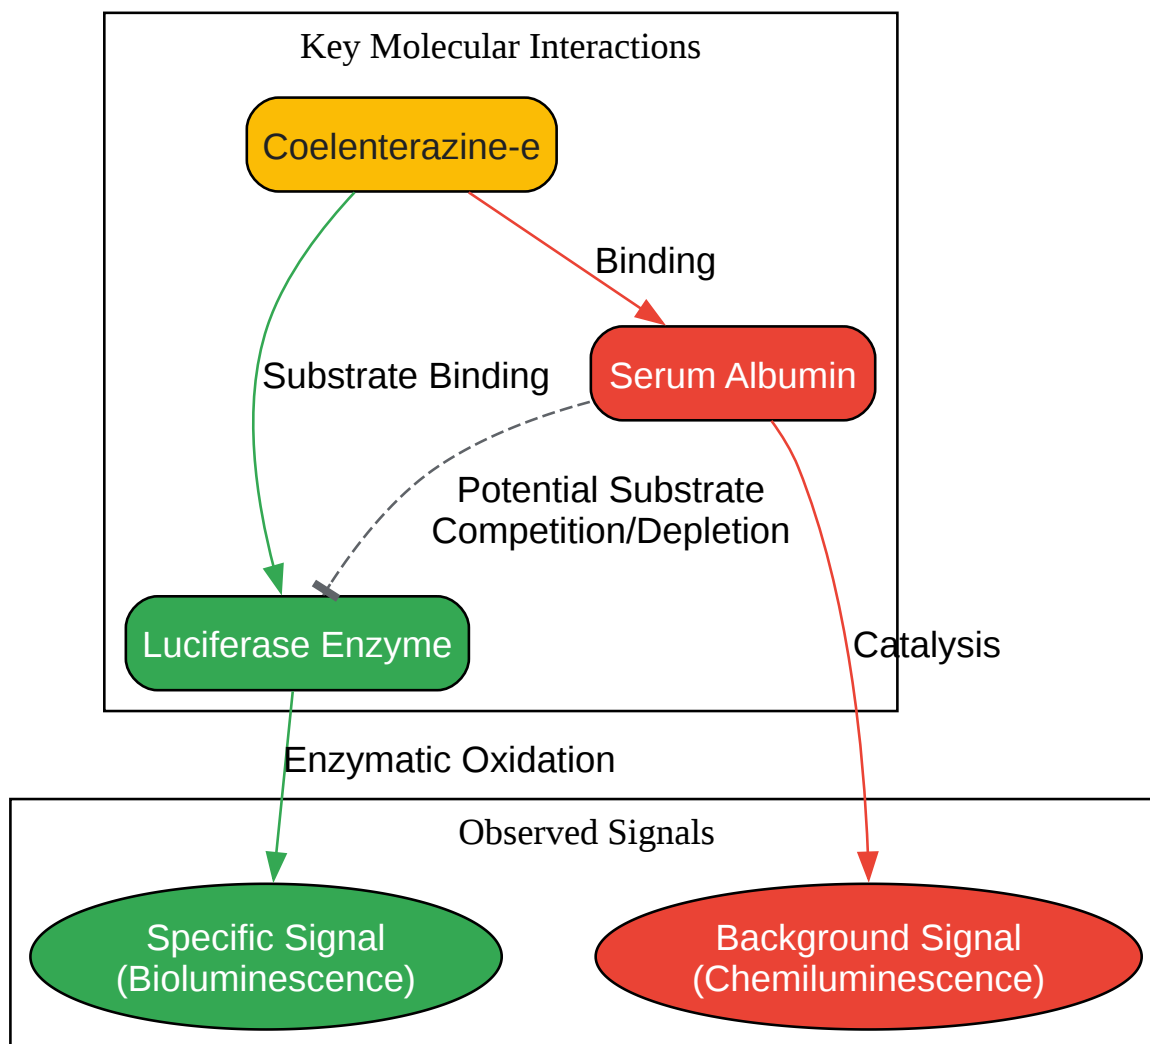 Key Molecular Interactions
Coelenterazine-e
Binding
Substrate Binding
Serum Albumin
Potential Substrate
Competition/Depletion
Luciferase Enzyme
Catalysis
Enzymatic Oxidation
Observed Signals
Specific Signal
(Bioluminescence)
Background Signal
(Chemiluminescence)